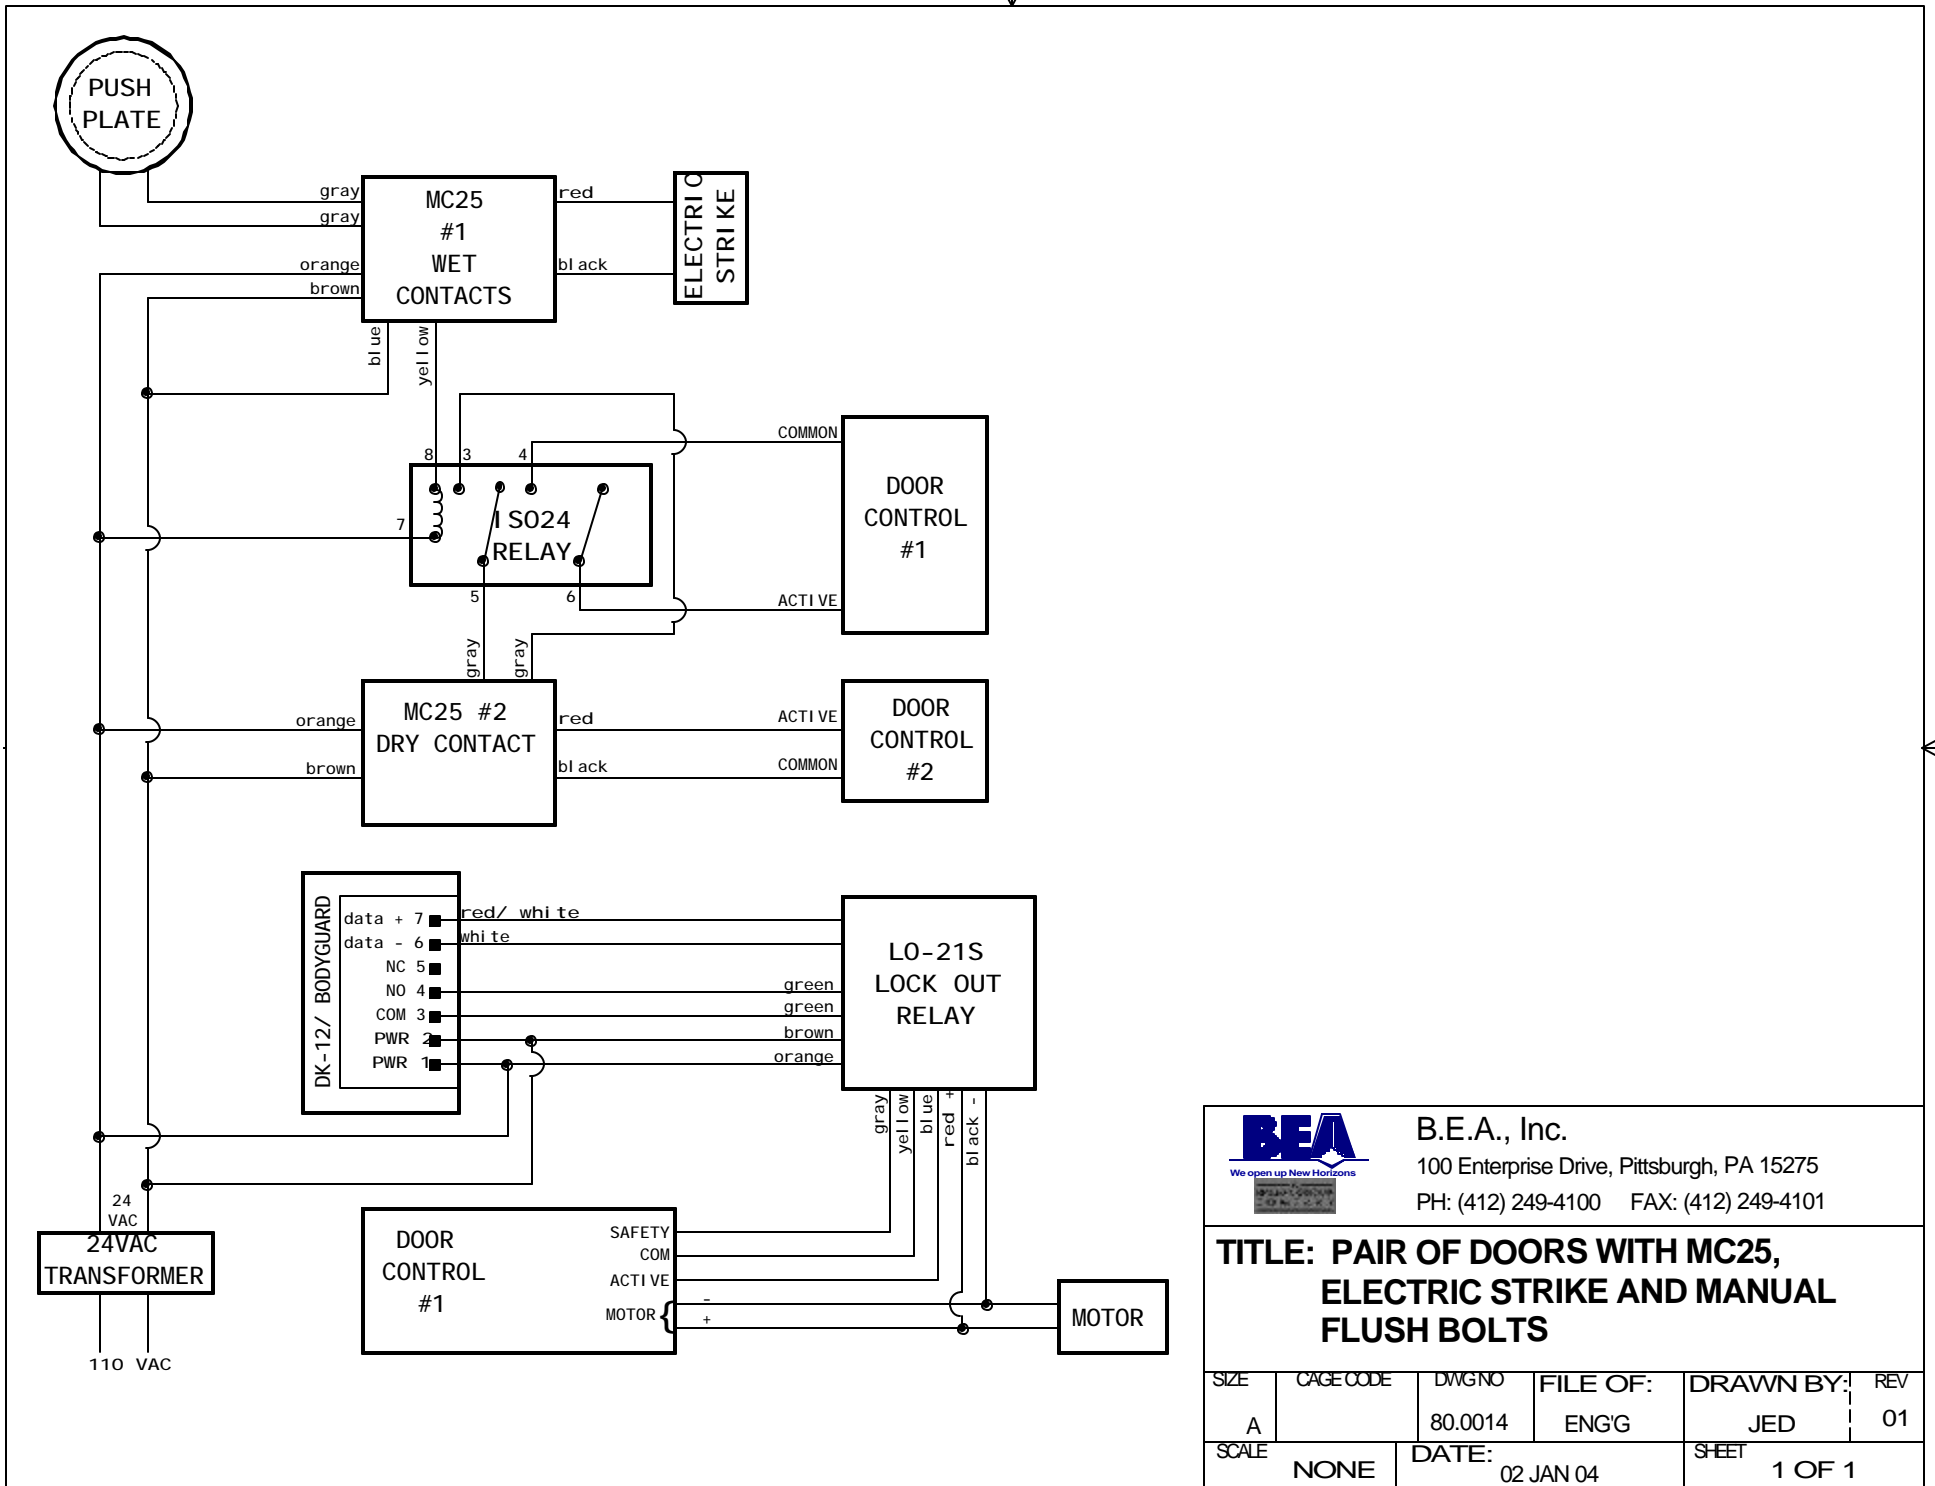 PUSH
PLATE
gray
gray
orange
brown
MC25
#1
WET
CONTACTS
red
black
ELECTRIC
STRIKE
blue
yellow
8
3
4
7
ISO24
RELAY
5
6
COMMON
ACTIVE
DOOR
CONTROL
#1
gray
gray
orange
brown
MC25 #2
DRY CONTACT
red
black
ACTIVE
COMMON
DOOR
CONTROL
#2
DK-12/ BODYGUARD
data + 7
data - 6
NC 5
NO 4
COM 3
PWR 2
PWR 1
red/ white
white
green
green
brown
orange
LO-21S
LOCK OUT
RELAY
gray
yellow
blue
red +
black -
24
VAC
24VAC
TRANSFORMER
110 VAC
DOOR
CONTROL
#1
SAFETY
COM
ACTIVE
MOTOR {
-
+
MOTOR
BEA
We open up New Horizons
B.E.A., Inc.
100 Enterprise Drive, Pittsburgh, PA 15275
PH: (412) 249-4100 FAX: (412) 249-4101
TITLE: PAIR OF DOORS WITH MC25,
ELECTRIC STRIKE AND MANUAL
FLUSH BOLTS
SIZE
A
CAGE CODE
DWG NO
80.0014
FILE OF:
ENG'G
DRAWN BY:
JED
REV
01
SCALE
NONE
DATE:
02 JAN 04
SHEET
1 OF 1